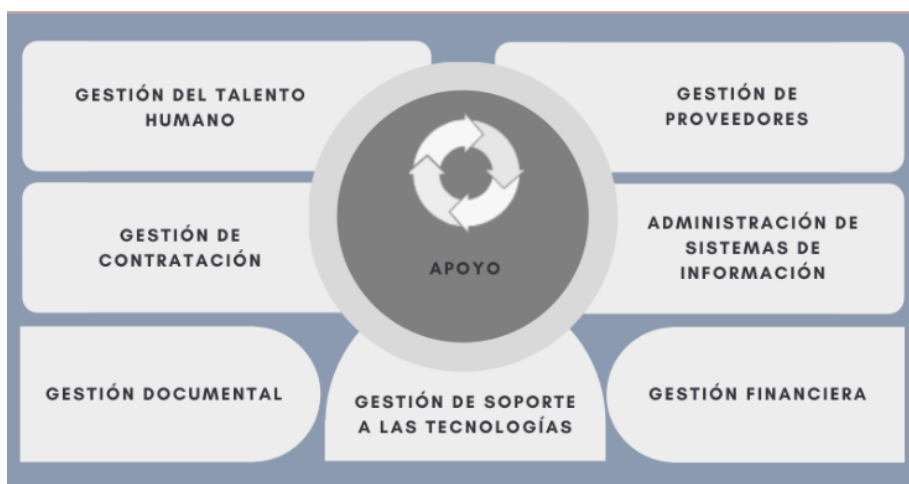 GESTIÓN DEL TALENTO
HUMANO
GESTIÓN DE
PROVEEDORES
GESTIÓN DE
CONTRATACIÓN
APOYO
ADMINISTRACIÓN DE
SISTEMAS DE
INFORMACIÓN
GESTIÓN DOCUMENTAL
GESTIÓN DE SOPORTE
A LAS TECNOLOGÍAS
GESTIÓN FINANCIERA